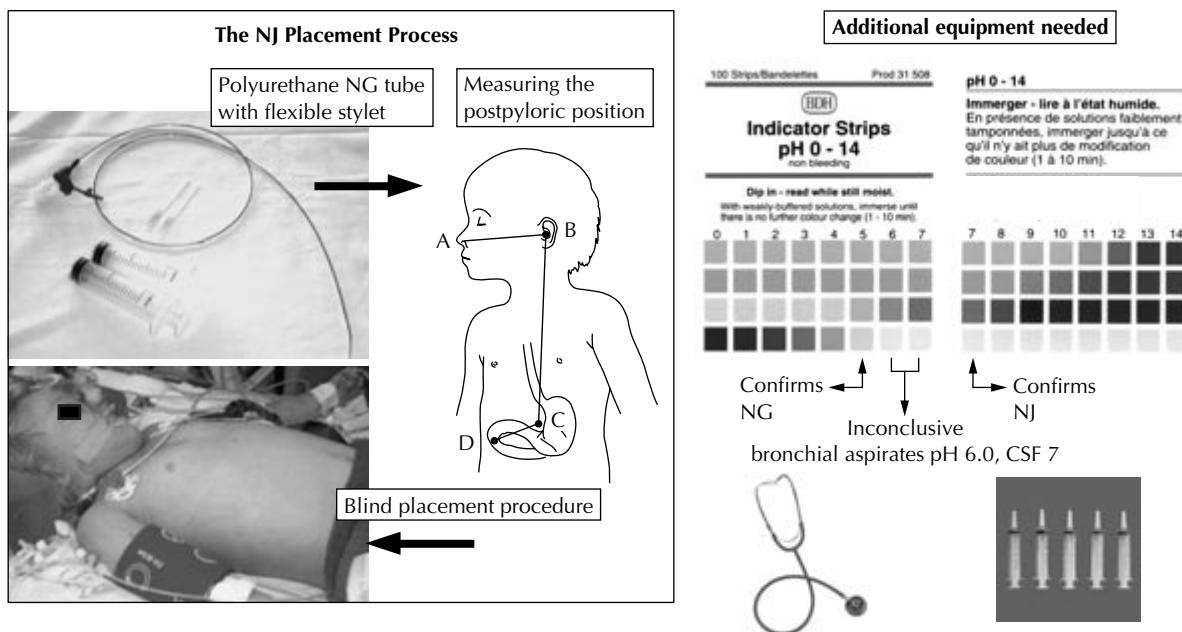 The NJ Placement Process
Polyurethane NG tube
with flexible stylet
Measuring the
postpyloric position
A
B
C
D
Blind placement procedure
Additional equipment needed
100 Strips/Bandelettes Prod 31 508
BDH
Indicator Strips
pH 0 - 14
non bleeding
Dip in - read while still moist.
With weakly-buffered solutions, immerse until
there is no further colour change (1 - 10 min).
0 1 2 3 4 5 6 7
pH 0 - 14
Immerger - lire à l'état humide.
En présence de solutions faiblement
tamponnées, immerger jusqu'à ce
qu'il n'y ait plus de modification
de couleur (1 à 10 min).
7 8 9 10 11 12 13 14
Confirms
NG
Confirms
NJ
Inconclusive
bronchial aspirates pH 6.0, CSF 7